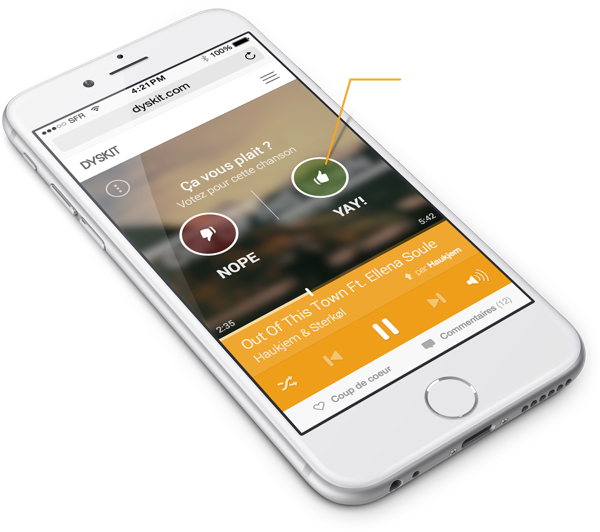 SFR 4:21PM 100%
dyskit.com
DYSKIT
Ça vous plait ?
Votez pour cette chanson
NOPE
YAY!
2:35
5:42
Out Of This Town Ft. Ellena Soule
Haukjem & Sterkøl
par Haukjem
Coup de coeur
Commentaires (12)